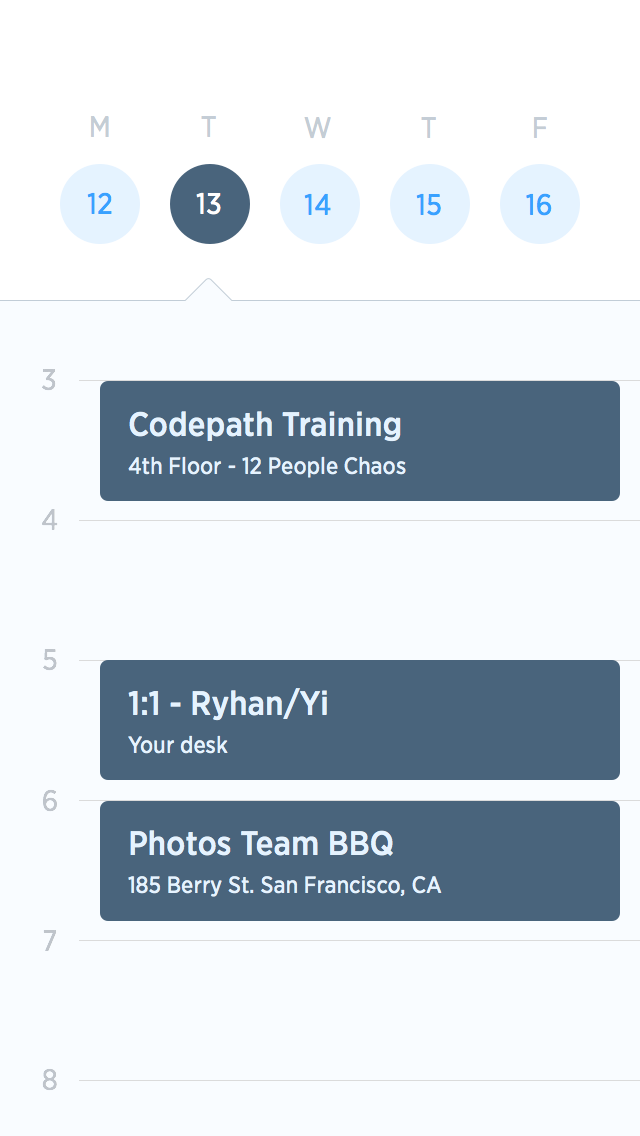 M T W T F
12 13 14 15 16
3
Codepath Training
4th Floor - 12 People Chaos
4
5
1:1 - Ryhan/Yi
Your desk
6
Photos Team BBQ
185 Berry St. San Francisco, CA
7
8